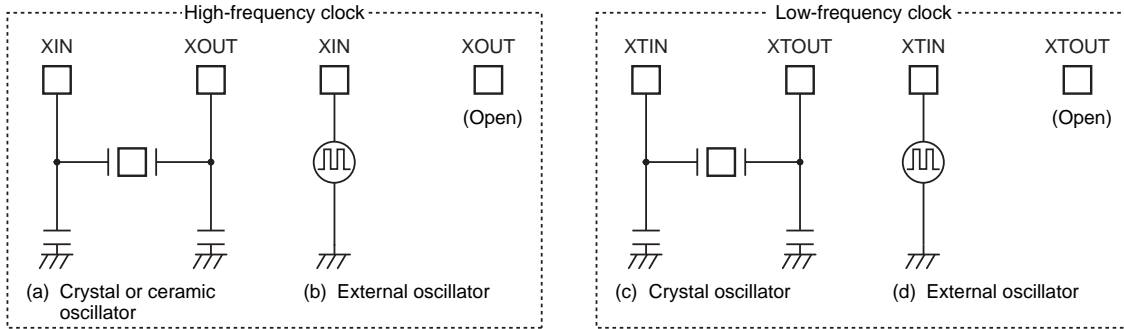 High-frequency clock
XIN XOUT XIN XOUT
(Open)
(a) Crystal or ceramic
oscillator
(b) External oscillator
Low-frequency clock
XTIN XTOUT XTIN XTOUT
(Open)
(c) Crystal oscillator
(d) External oscillator